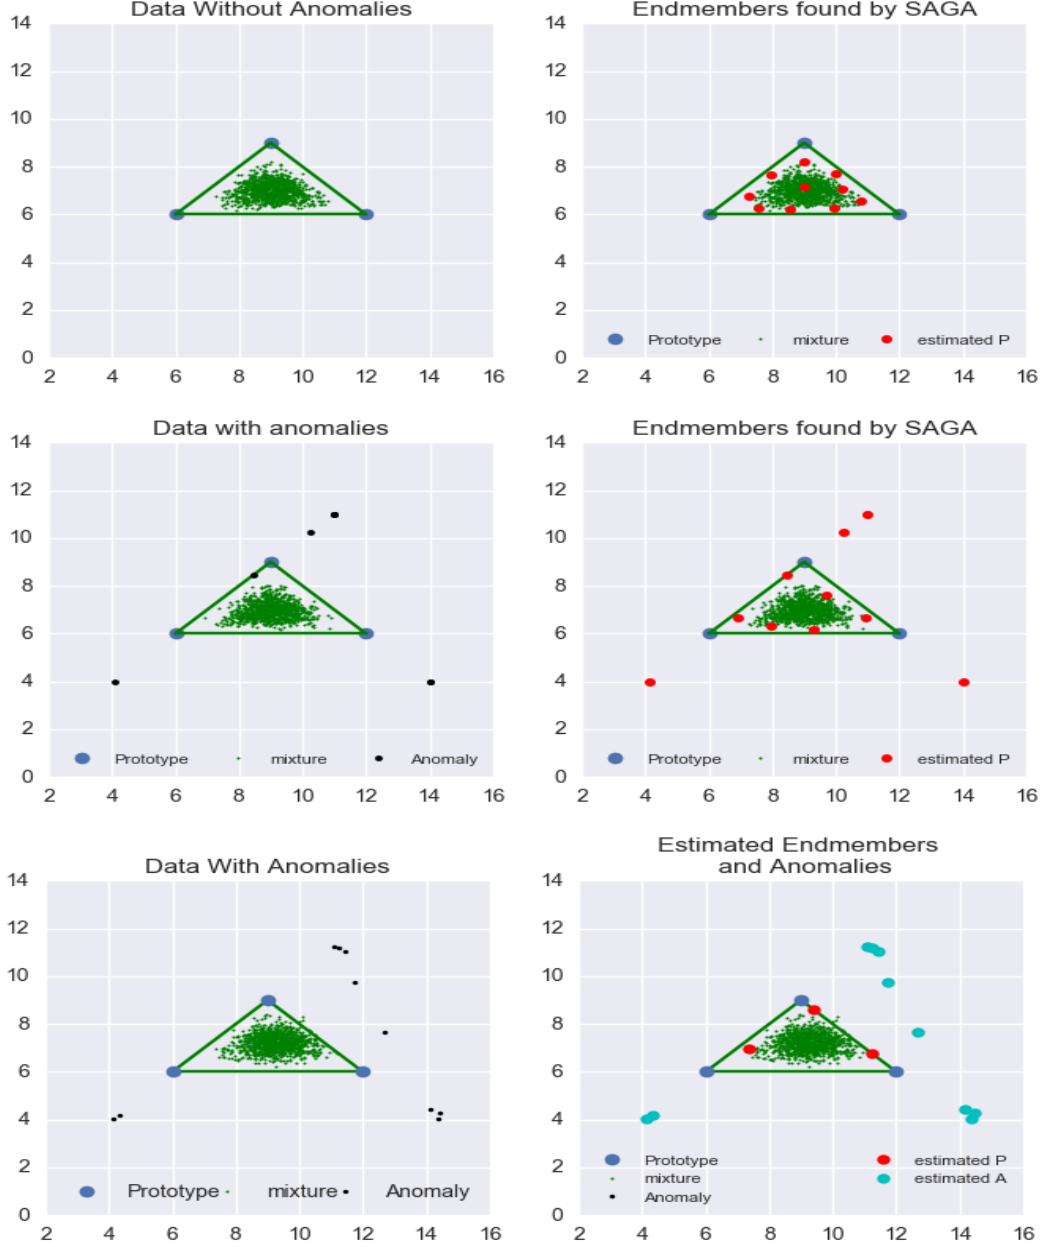 Data Without Anomalies
14
12
10
8
6
4
2
0
2 4 6 8 10 12 14 16
Endmembers found by SAGA
14
12
10
8
6
4
2
0
Prototype mixture estimated P
2 4 6 8 10 12 14 16
Data with anomalies
14
12
10
8
6
4
2
0
Prototype mixture Anomaly
2 4 6 8 10 12 14 16
Endmembers found by SAGA
14
12
10
8
6
4
2
0
Prototype mixture estimated P
2 4 6 8 10 12 14 16
Data With Anomalies
14
12
10
8
6
4
2
0
Prototype mixture Anomaly
2 4 6 8 10 12 14 16
Estimated Endmembers
and Anomalies
14
12
10
8
6
4
2
0
Prototype estimated P
mixture estimated A
Anomaly
2 4 6 8 10 12 14 16